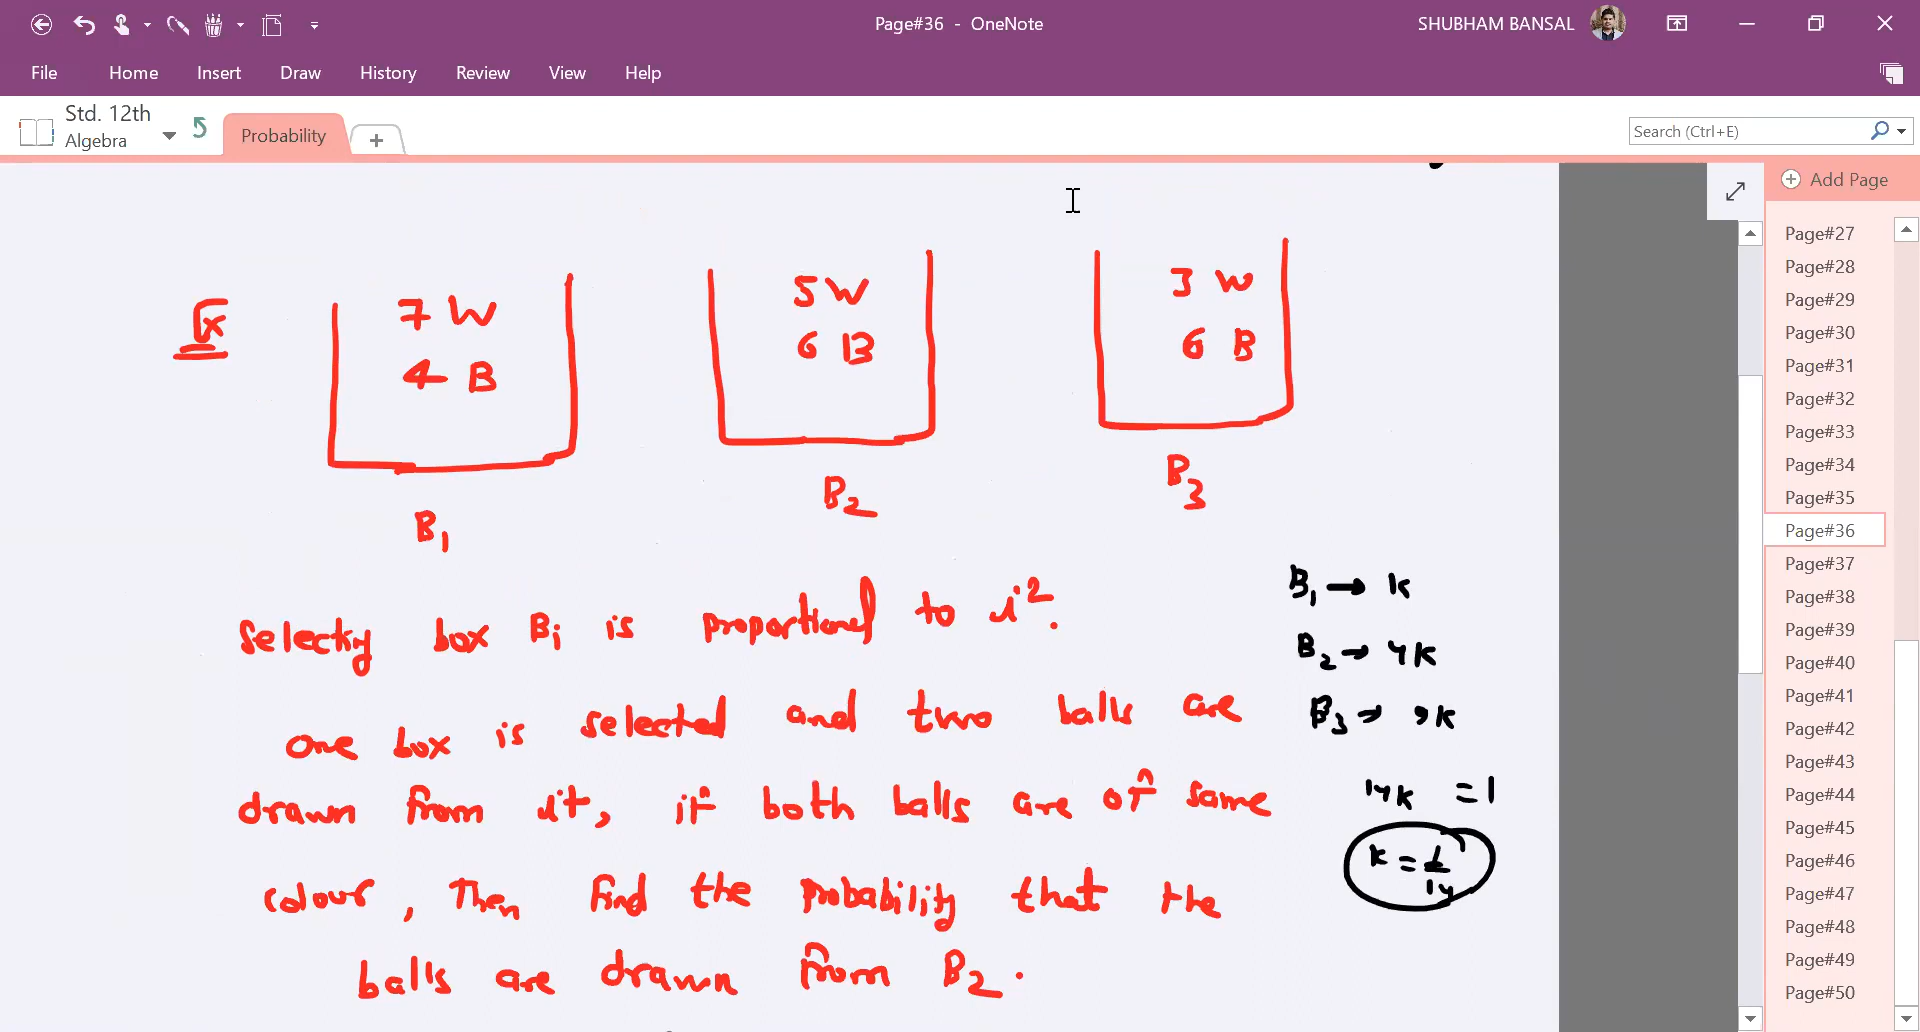 Page#36 - OneNote
SHUBHAM BANSAL
File Home Insert Draw History Review View Help
Std. 12th
Algebra
Probability
Search (Ctrl+E)
Add Page
Ex
7 W
4 B
B1
5 W
6 B
B2
3 W
6 B
B3
Selecting box Bi is proportional to i².
One box is selected and two balls are
drawn from it, if both balls are of same
colour, Then find the probability that the
balls are drawn from B2.
B1 → k
B2 → 4k
B3 → 9k
14k = 1
k = 1/14
Page#27
Page#28
Page#29
Page#30
Page#31
Page#32
Page#33
Page#34
Page#35
Page#36
Page#37
Page#38
Page#39
Page#40
Page#41
Page#42
Page#43
Page#44
Page#45
Page#46
Page#47
Page#48
Page#49
Page#50